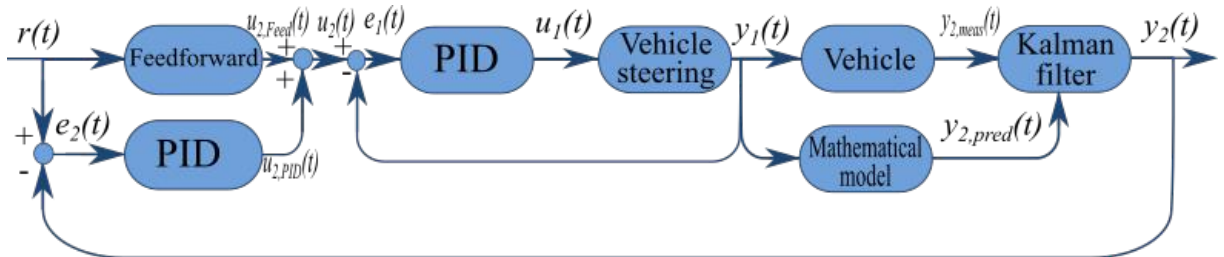 r(t)
Feedforward
u2,Feed(t)
u2(t)
e1(t)
PID
u1(t)
Vehicle
steering
y1(t)
Vehicle
y2,meas(t)
Kalman
filter
y2(t)
+
+
+
-
+
-
e2(t)
PID
u2,PID(t)
Mathematical
model
y2,pred(t)